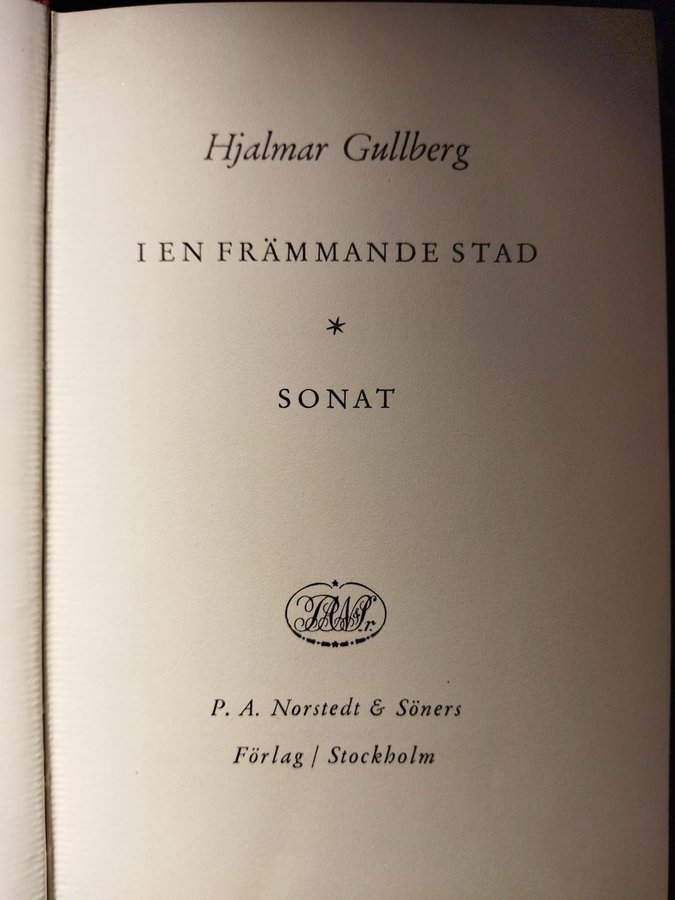 Hjalmar Gullberg
I EN FRÄMMANDE STAD
*
SONAT
P. A. Norstedt & Söners
Förlag / Stockholm